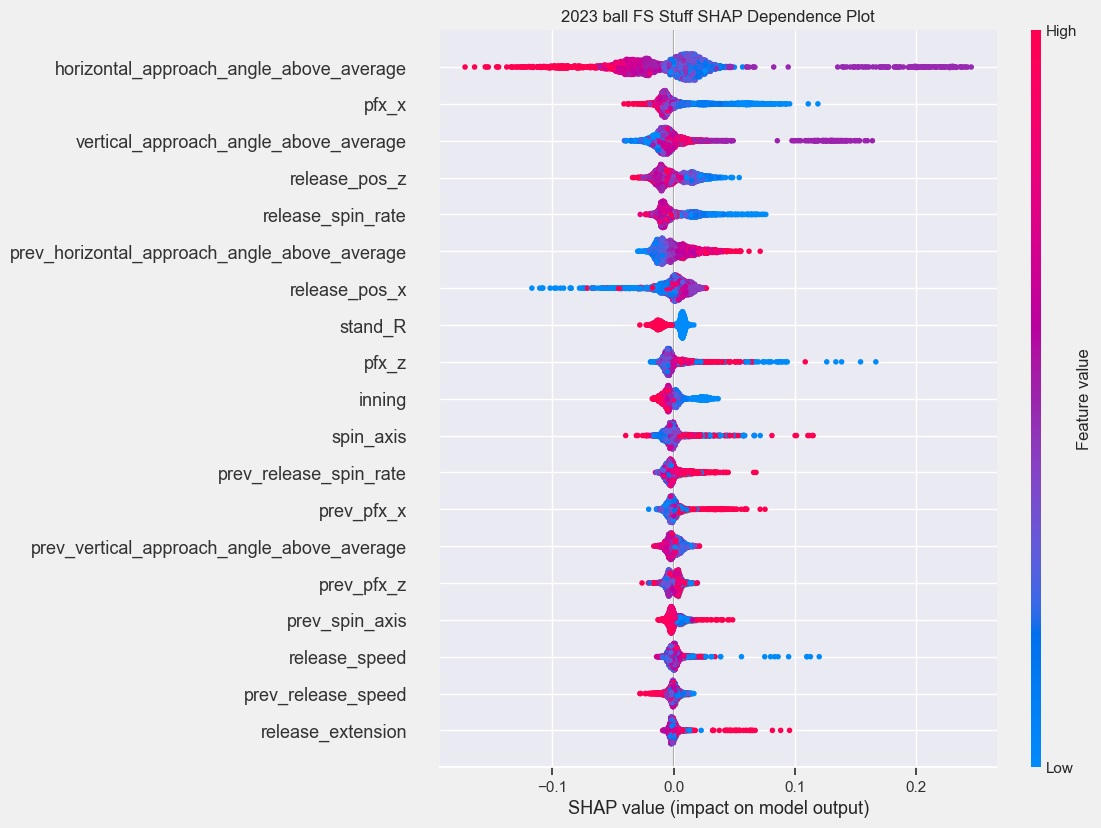 2023 ball FS Stuff SHAP Dependence Plot
High
horizontal_approach_angle_above_average
pfx_x
vertical_approach_angle_above_average
release_pos_z
release_spin_rate
prev_horizontal_approach_angle_above_average
release_pos_x
stand_R
pfx_z
inning
spin_axis
prev_release_spin_rate
prev_pfx_x
prev_vertical_approach_angle_above_average
prev_pfx_z
prev_spin_axis
release_speed
prev_release_speed
release_extension
Feature value
Low
−0.1 0.0 0.1 0.2
SHAP value (impact on model output)